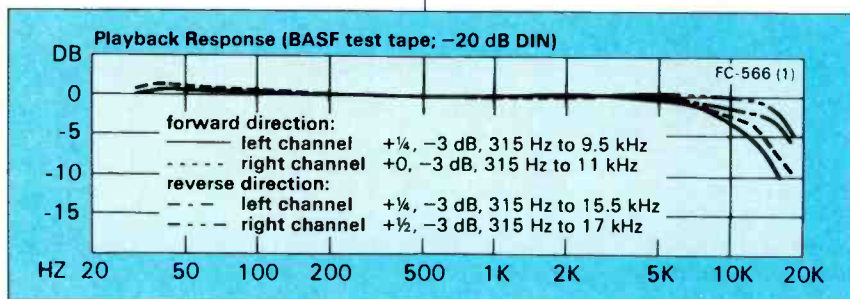 Playback Response (BASF test tape; −20 dB DIN)
DB
FC-566 (1)
0
-5
-10
-15
forward direction:
left channel +¼, −3 dB, 315 Hz to 9.5 kHz
right channel +0, −3 dB, 315 Hz to 11 kHz
reverse direction:
left channel +¼, −3 dB, 315 Hz to 15.5 kHz
right channel +½, −3 dB, 315 Hz to 17 kHz
HZ 20 50 100 200 500 1K 2K 5K 10K 20K